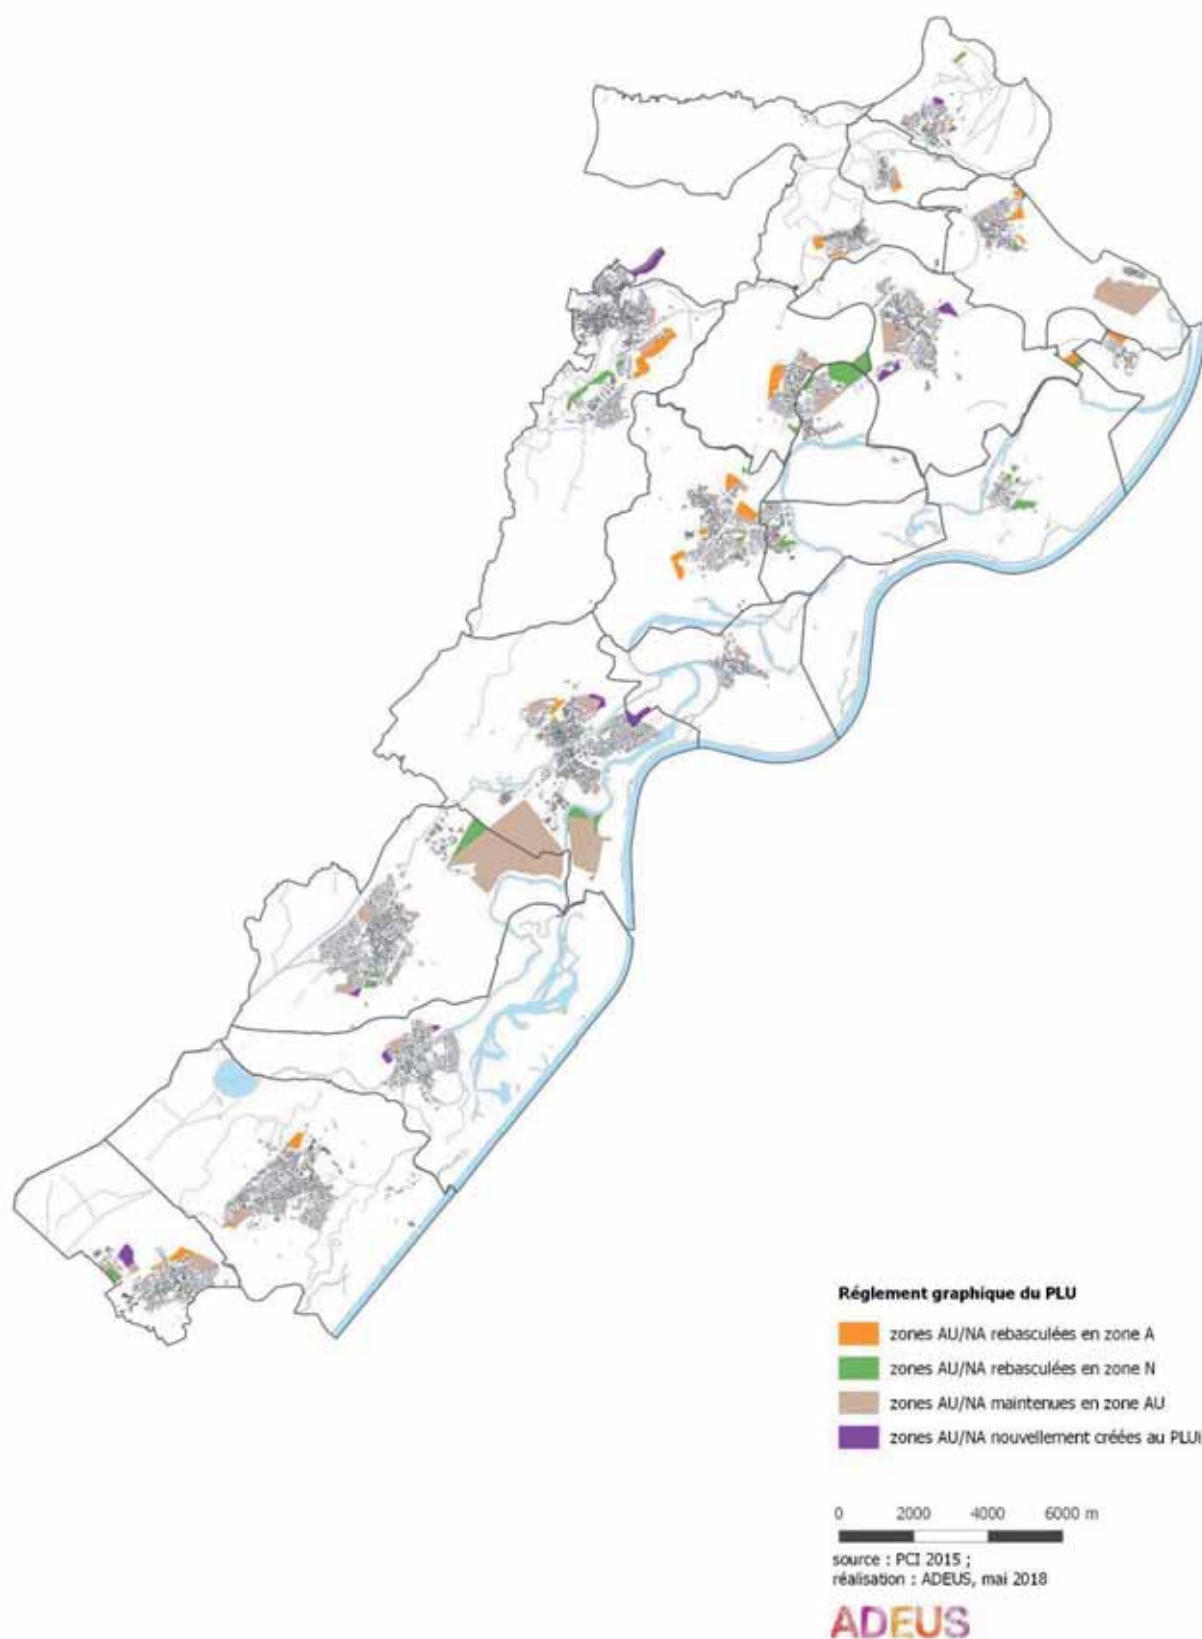 Réglement graphique du PLU
zones AU/NA rebasculées en zone A
zones AU/NA rebasculées en zone N
zones AU/NA maintenues en zone AU
zones AU/NA nouvellement créées au PLUi
0 2000 4000 6000 m
source : PCI 2015 ;
réalisation : ADEUS, mai 2018
ADEUS